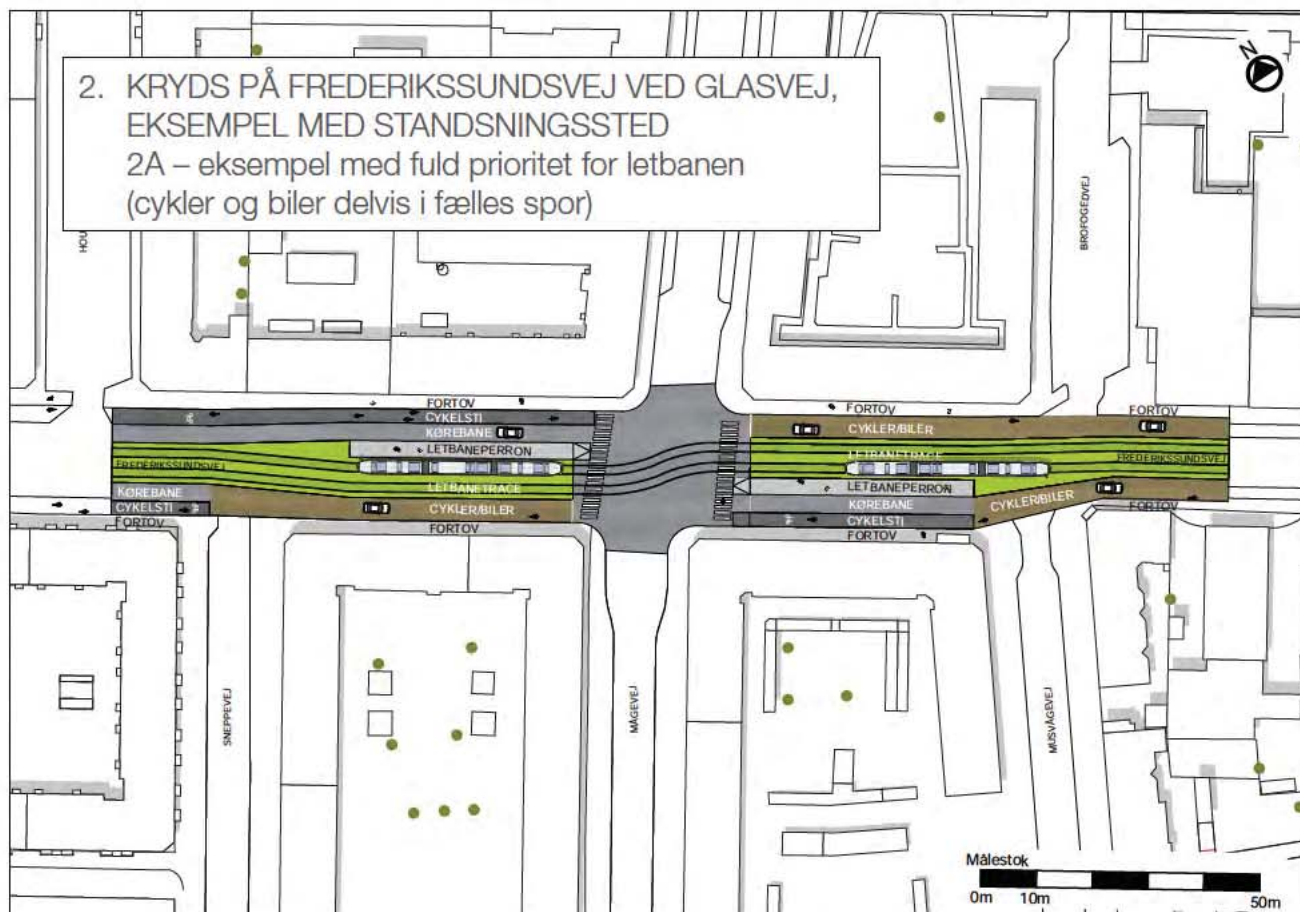 2. KRYDS PÅ FREDERIKSSUNDSVEJ VED GLASVEJ,
EKSEMPEL MED STANDSNINGSSTED
2A – eksempel med fuld prioritet for letbanen
(cykler og biler delvis i fælles spor)
N
HOU
BROFOGEDVEJ
FORTOV
CYKELSTI
KØREBANE
LETBANEPERRON
FREDERIKSSUNDSVEJ
LETBANETRACE
KØREBANE
CYKELSTI
FORTOV
CYKLER/BILER
FORTOV
FORTOV
FORTOV
CYKLER/BILER
LETBANETRACE
FREDERIKSSUNDSVEJ
LETBANEPERRON
KØREBANE
CYKLER/BILER
CYKELSTI
FORTOV
SNEPPEVEJ
MÅGEVEJ
MUSVÅGEVEJ
Målestok
0m 10m 50m